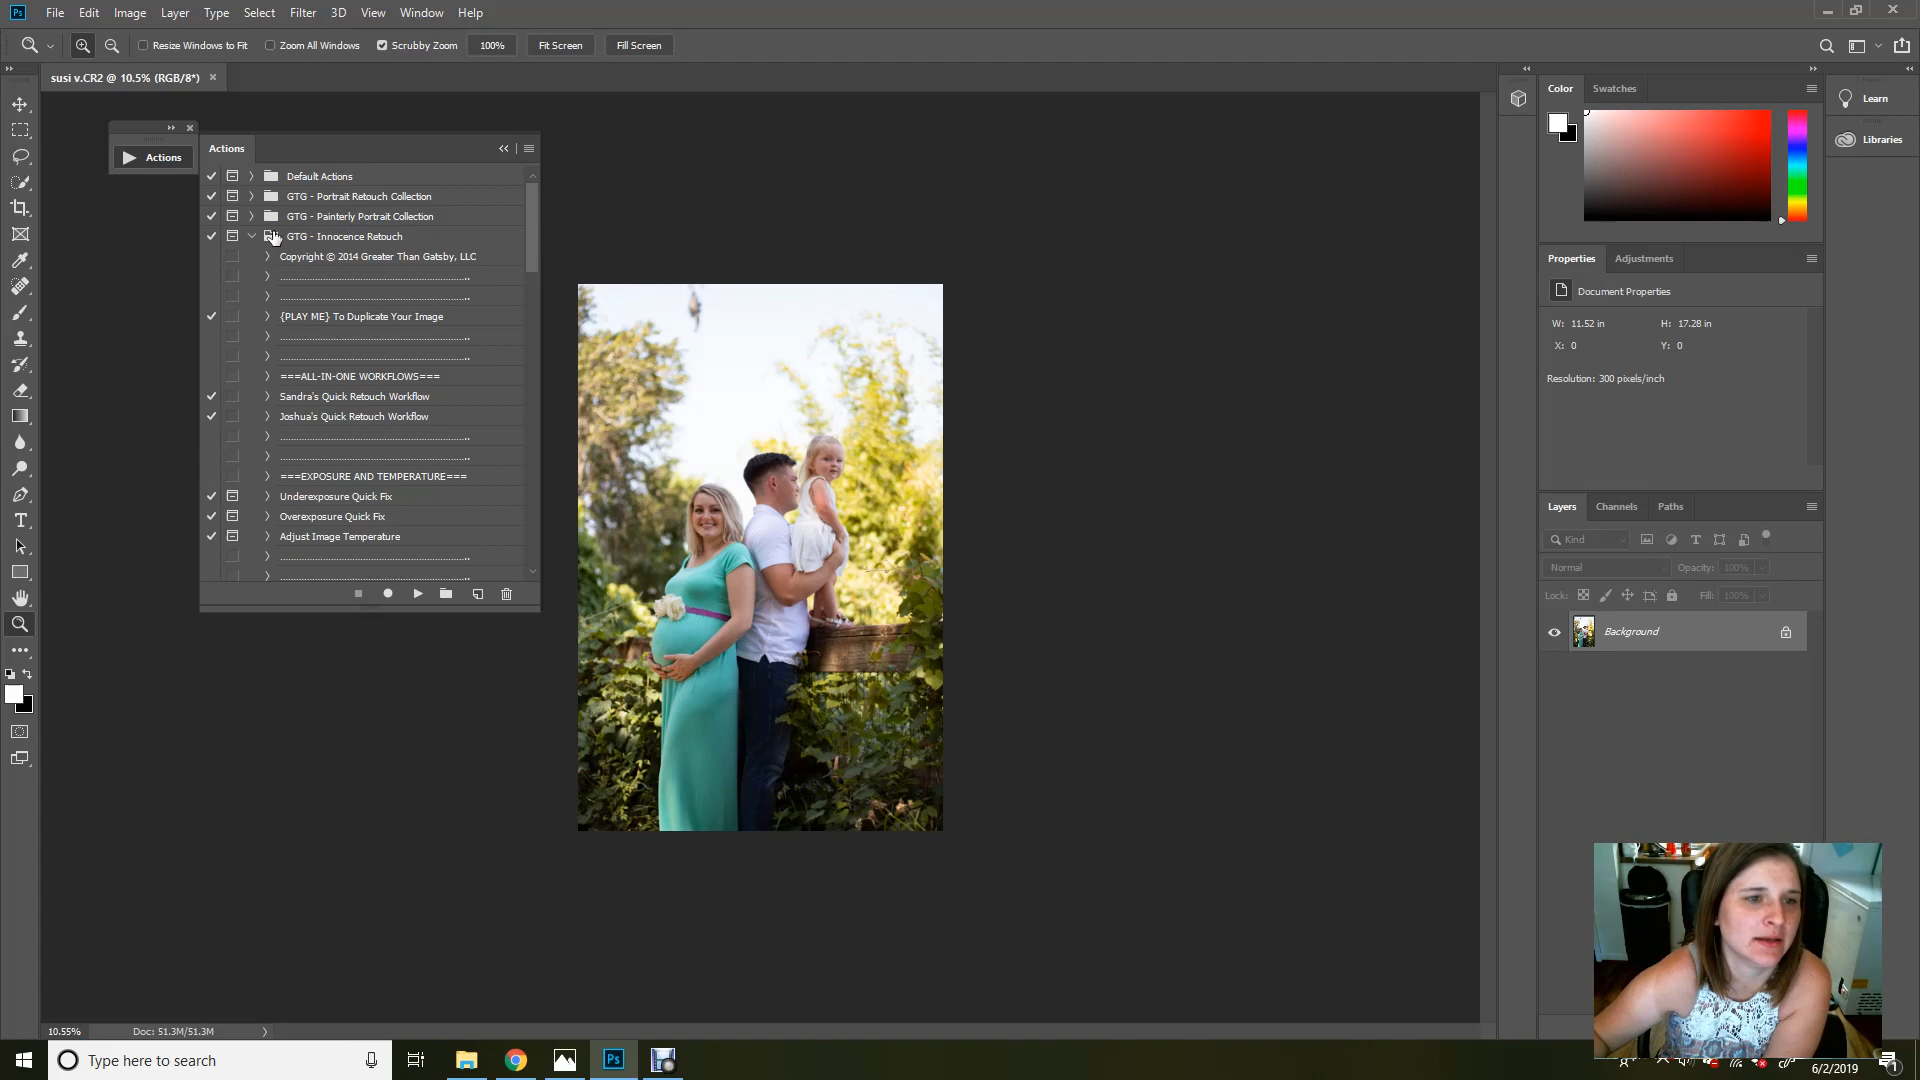 Ps File Edit Image Layer Type Select Filter 3D View Window Help
Resize Windows to Fit Zoom All Windows Scrubby Zoom 100% Fit Screen Fill Screen
susi v.CR2 @ 10.5% (RGB/8*) ×
Actions
Actions
Default Actions
GTG - Portrait Retouch Collection
GTG - Painterly Portrait Collection
GTG - Innocence Retouch
Copyright © 2014 Greater Than Gatsby, LLC
{PLAY ME} To Duplicate Your Image
===ALL-IN-ONE WORKFLOWS===
Sandra's Quick Retouch Workflow
Joshua's Quick Retouch Workflow
===EXPOSURE AND TEMPERATURE===
Underexposure Quick Fix
Overexposure Quick Fix
Adjust Image Temperature
Color Swatches
Learn
Libraries
Properties Adjustments
Document Properties
W: 11.52 in H: 17.28 in
X: 0 Y: 0
Resolution: 300 pixels/inch
Layers Channels Paths
Kind
Normal Opacity: 100%
Lock: Fill: 100%
Background
10.55% Doc: 51.3M/51.3M
Type here to search
Ps
6/2/2019
1